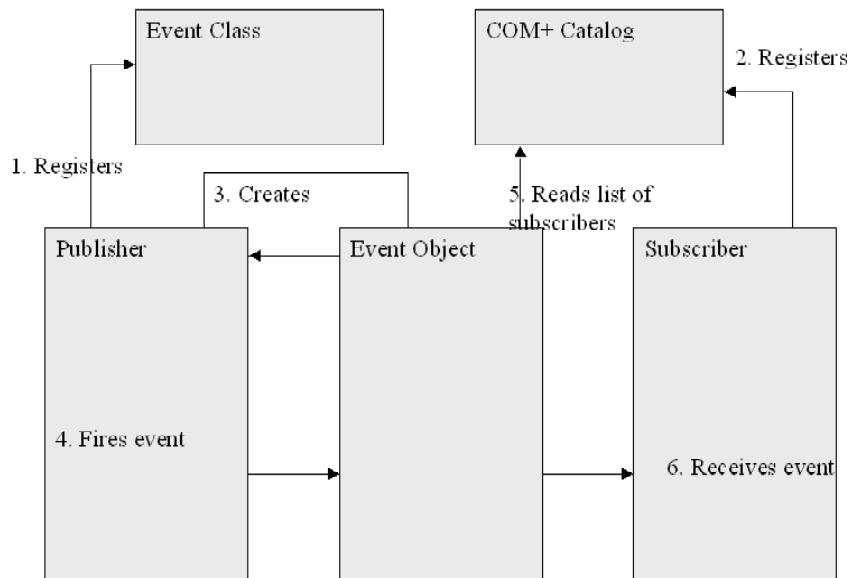 Event Class
COM+ Catalog
2. Registers
1. Registers
3. Creates
5. Reads list of
subscribers
Publisher
Event Object
Subscriber
4. Fires event
6. Receives event